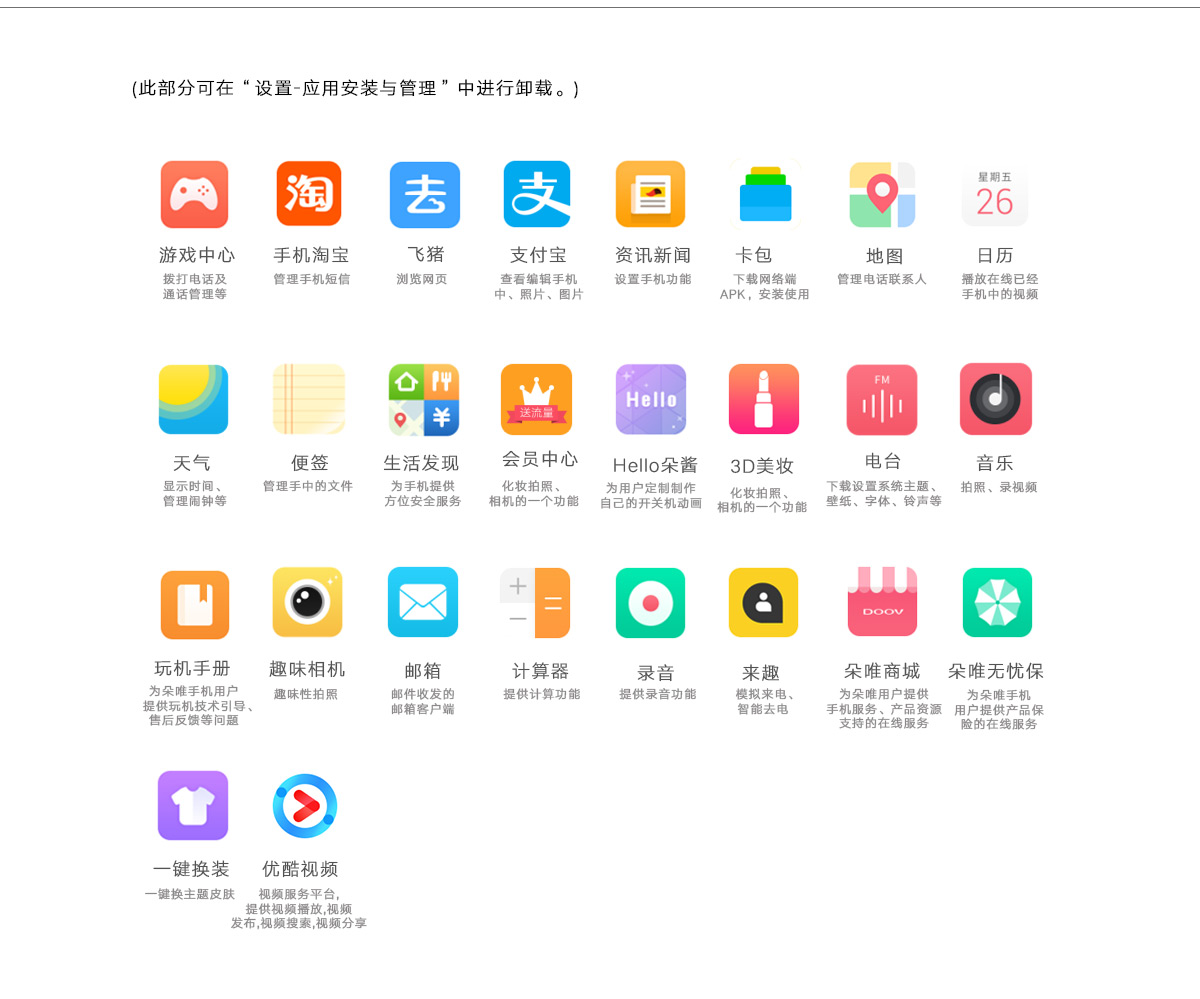 (此部分可在“设置-应用安装与管理”中进行卸载。)
淘
去
支
星期五
26
游戏中心
手机淘宝
飞猪
支付宝
资讯新闻
卡包
地图
日历
拨打电话及
通话管理等
管理手机短信
浏览网页
查看编辑手机
中、照片、图片
设置手机功能
下载网络端
APK，安装使用
管理电话联系人
播放在线已经
手机中的视频
送流量
Hello
FM
天气
便签
生活发现
会员中心
Hello朵酱
3D美妆
电台
音乐
显示时间、
管理闹钟等
管理手中的文件
为手机提供
方位安全服务
化妆拍照、
相机的一个功能
为用户定制制作
自己的开关机动画
化妆拍照、
相机的一个功能
下载设置系统主题、
壁纸、字体、铃声等
拍照、录视频
DOOV
玩机手册
趣味相机
邮箱
计算器
录音
来趣
朵唯商城
朵唯无忧保
为朵唯手机用户
提供玩机技术引导、
售后反馈等问题
趣味性拍照
邮件收发的
邮箱客户端
提供计算功能
提供录音功能
模拟来电、
智能去电
为朵唯用户提供
手机服务、产品资源
支持的在线服务
为朵唯手机
用户提供产品保
险的在线服务
一键换装
优酷视频
一键换主题皮肤
视频服务平台,
提供视频播放,视频
发布,视频搜索,视频分享